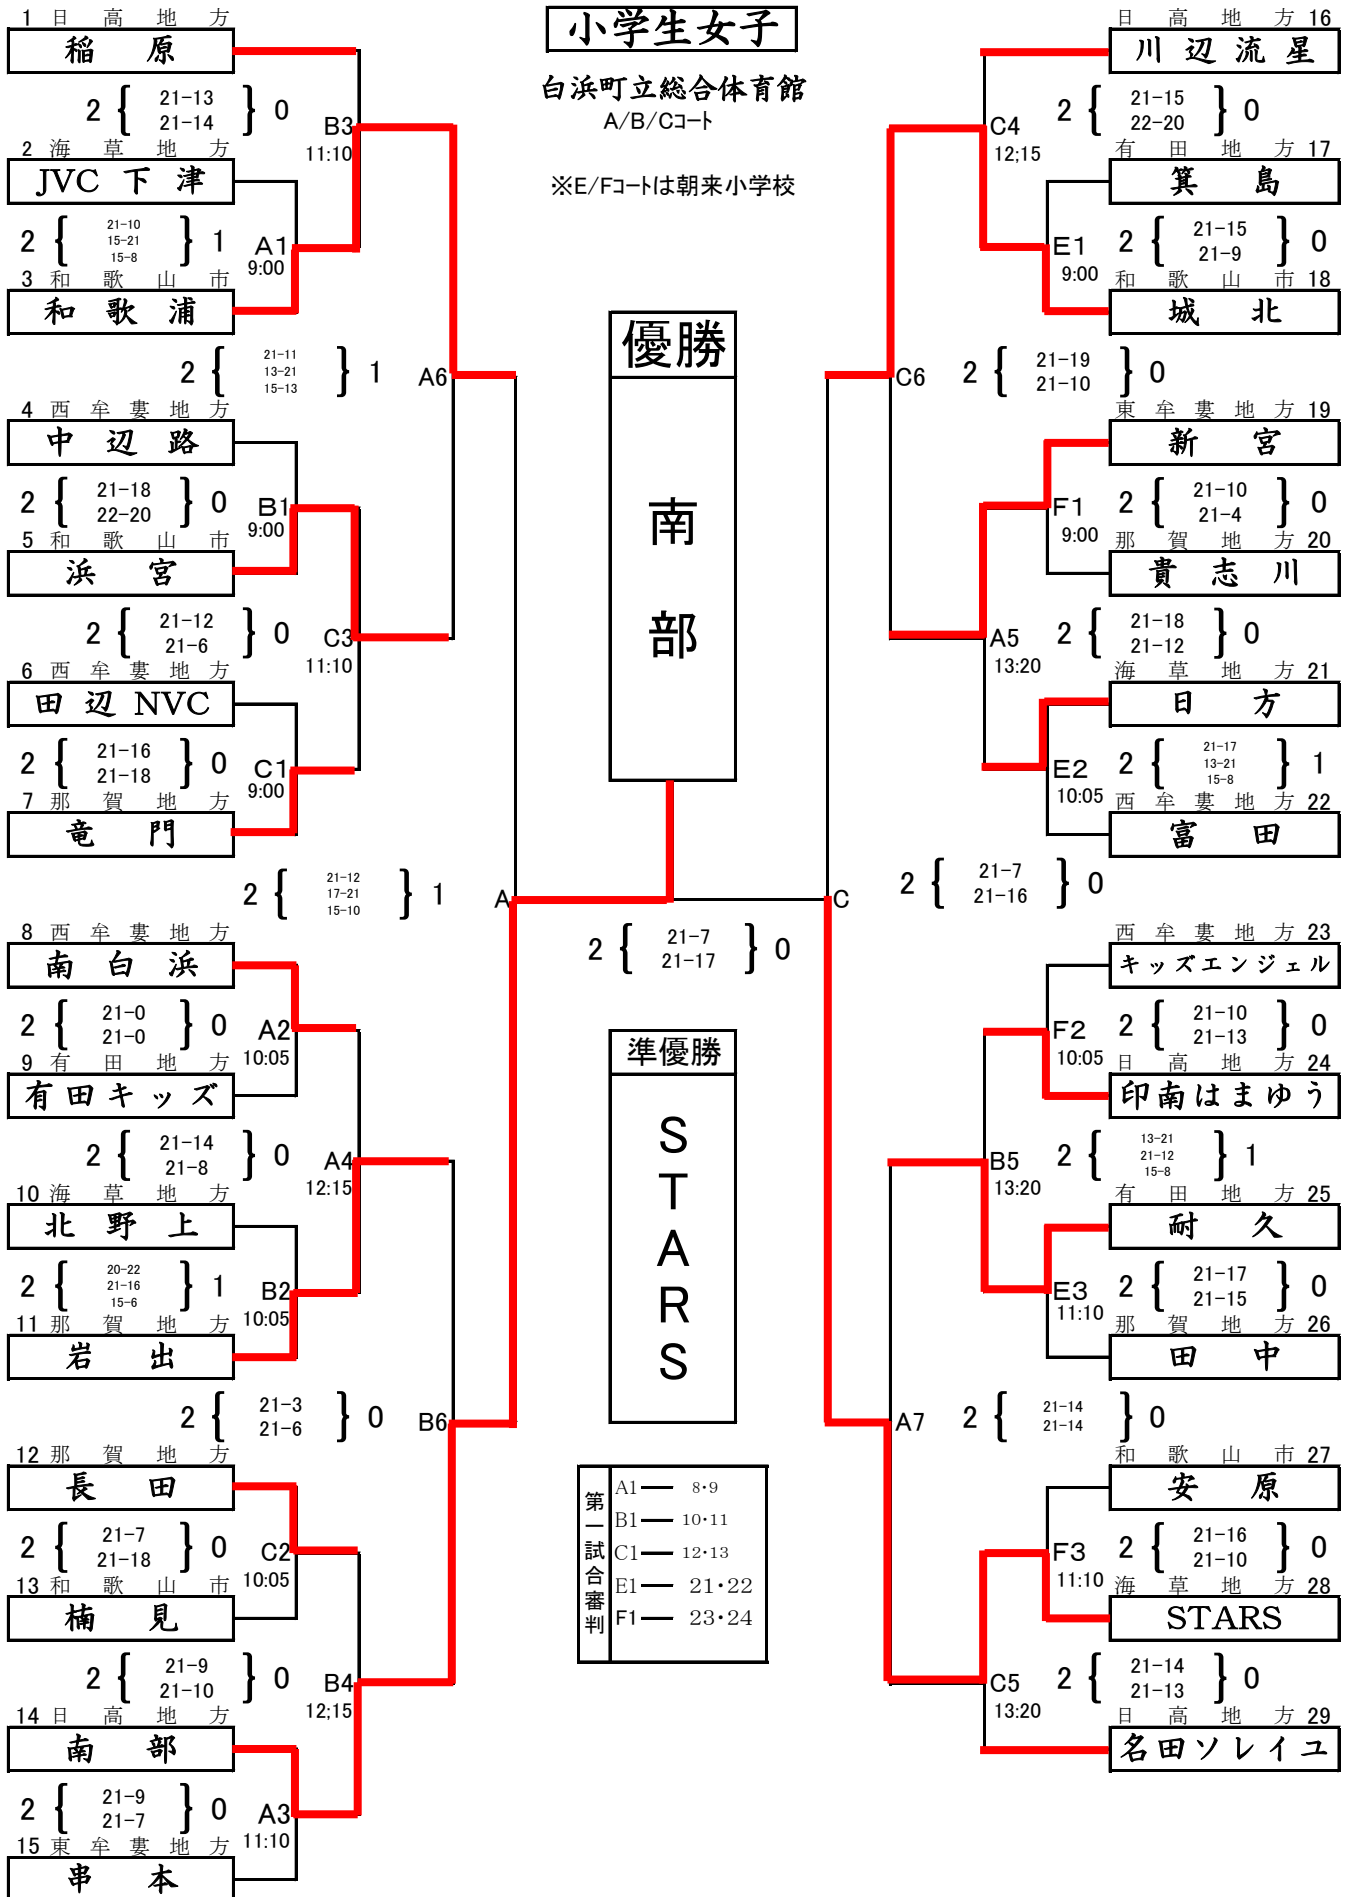 小学生女子
白浜町立総合体育館
A/B/Cコート
※E/Fコートは朝来小学校
1 日高地方
稲原
2 { 21-13 21-14 } 0
B3
11:10
2 海草地方
JVC 下津
2 { 21-10 15-21 15-8 } 1
A1
9:00
3 和歌山市
和歌浦
2 { 21-11 13-21 15-13 } 1
A6
4 西牟婁地方
中辺路
2 { 21-18 22-20 } 0
B1
9:00
5 和歌山市
浜宮
2 { 21-12 21-6 } 0
C3
11:10
6 西牟婁地方
田辺 NVC
2 { 21-16 21-18 } 0
C1
9:00
7 那賀地方
竜門
2 { 21-12 17-21 15-10 } 1
A
8 西牟婁地方
南白浜
2 { 21-0 21-0 } 0
A2
10:05
9 有田地方
有田キッズ
2 { 21-14 21-8 } 0
A4
12:15
10 海草地方
北野上
2 { 20-22 21-16 15-6 } 1
B2
10:05
11 那賀地方
岩出
2 { 21-3 21-6 } 0
B6
12 那賀地方
長田
2 { 21-7 21-18 } 0
C2
10:05
13 和歌山市
楠見
2 { 21-9 21-10 } 0
B4
12;15
14 日高地方
南部
2 { 21-9 21-7 } 0
A3
11:10
15 東牟婁地方
串本
優勝
南部
2 { 21-7 21-17 } 0
準優勝
STARS
第一試合審判
A1 ― 8・9
B1 ― 10・11
C1 ― 12・13
E1 ― 21・22
F1 ― 23・24
日高地方 16
川辺流星
C4
12;15
2 { 21-15 22-20 } 0
有田地方 17
箕島
E1
9:00
2 { 21-15 21-9 } 0
和歌山市 18
城北
C6
2 { 21-19 21-10 } 0
東牟婁地方 19
新宮
F1
9:00
2 { 21-10 21-4 } 0
那賀地方 20
貴志川
A5
13:20
2 { 21-18 21-12 } 0
海草地方 21
日方
E2
10:05
2 { 21-17 13-21 15-8 } 1
西牟婁地方 22
富田
C
2 { 21-7 21-16 } 0
西牟婁地方 23
キッズエンジェル
F2
10:05
2 { 21-10 21-13 } 0
日高地方 24
印南はまゆう
B5
13:20
2 { 13-21 21-12 15-8 } 1
有田地方 25
耐久
E3
11:10
2 { 21-17 21-15 } 0
那賀地方 26
田中
A7
2 { 21-14 21-14 } 0
和歌山市 27
安原
F3
11:10
2 { 21-16 21-10 } 0
海草地方 28
STARS
C5
13:20
2 { 21-14 21-13 } 0
日高地方 29
名田ソレイユ